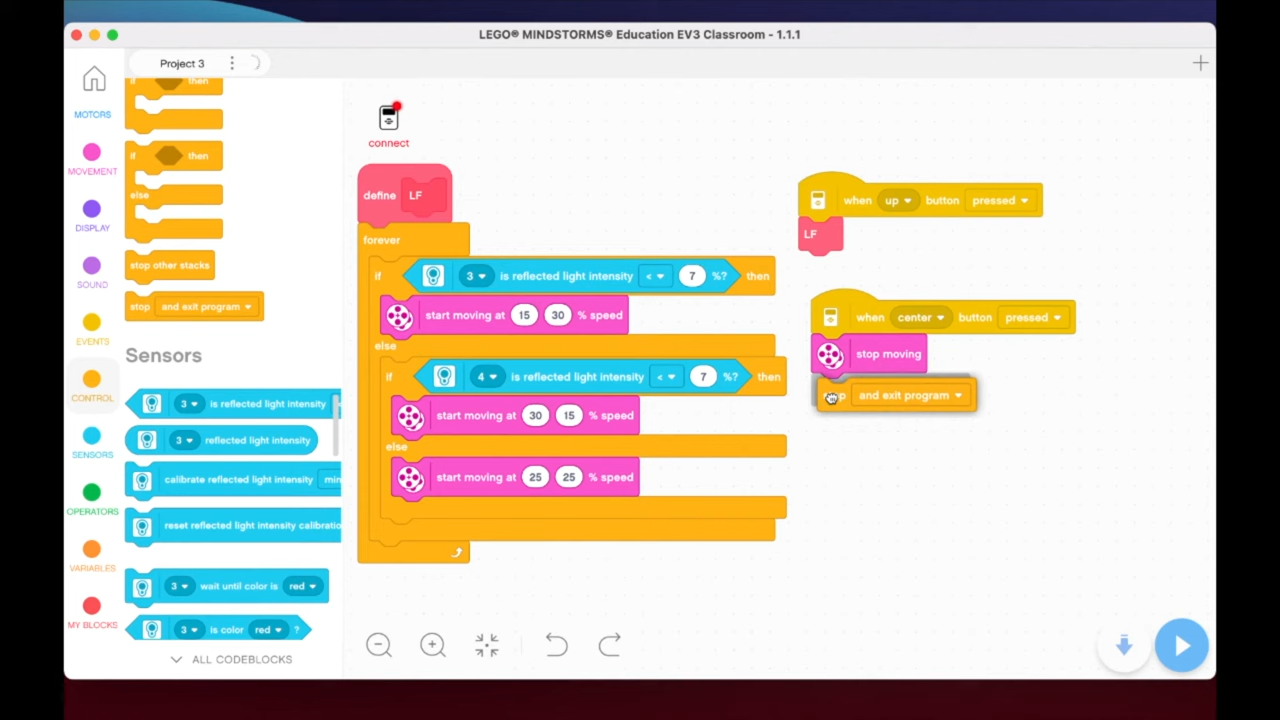 LEGO® MINDSTORMS® Education EV3 Classroom - 1.1.1
Project 3
MOTORS
MOVEMENT
DISPLAY
SOUND
EVENTS
CONTROL
SENSORS
OPERATORS
VARIABLES
MY BLOCKS
if then
if then
else
stop other stacks
stop and exit program
Sensors
3 is reflected light intensity
3 reflected light intensity
calibrate reflected light intensity
reset reflected light intensity
3 wait until color is red
3 is color red ?
ALL CODEBLOCKS
connect
define LF
forever
if 3 is reflected light intensity < 7 %? then
start moving at 15 30 % speed
else
if 4 is reflected light intensity < 7 %? then
start moving at 30 15 % speed
else
start moving at 25 25 % speed
when up button pressed
LF
when center button pressed
stop moving
and exit program